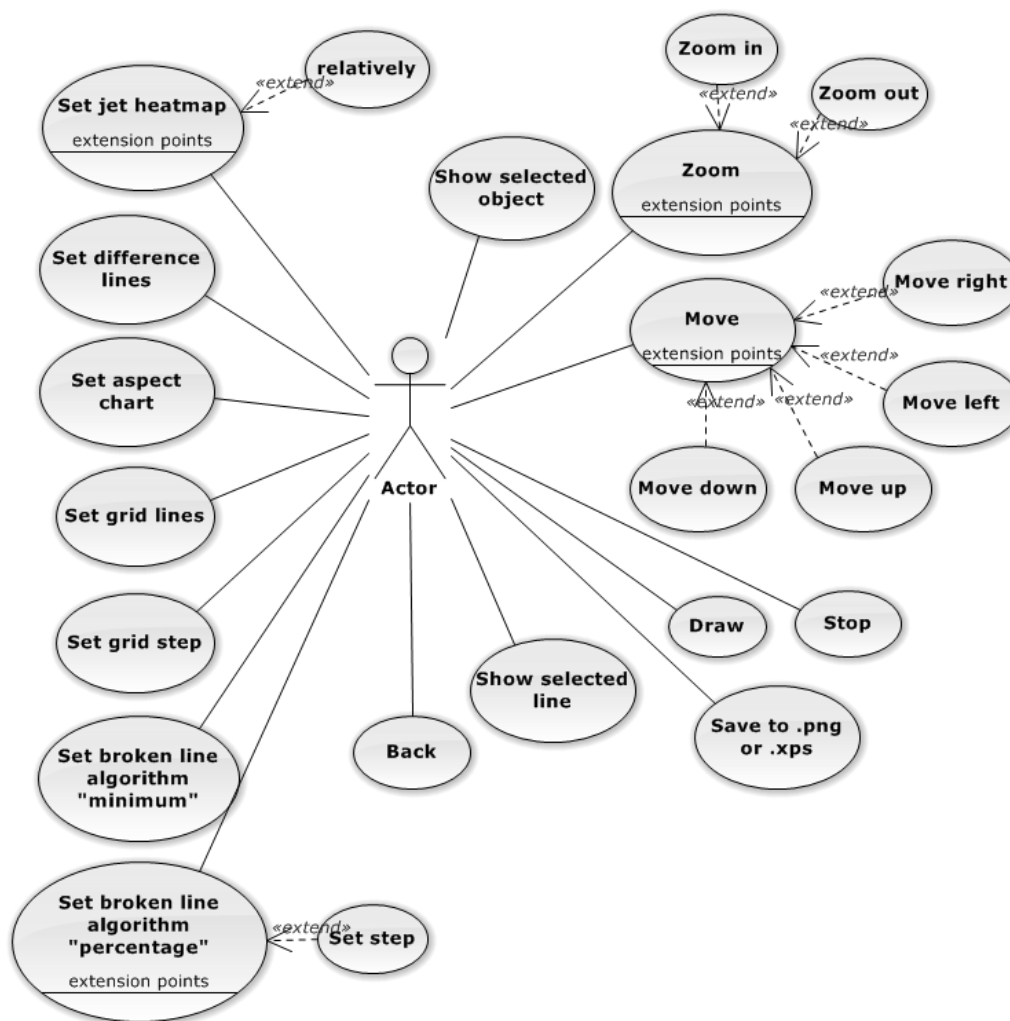 Zoom in
relatively
«extend»
Set jet heatmap
extension points
«extend»
Zoom out
«extend»
Show selected
object
Zoom
extension points
Set difference
lines
«extend»
Move right
Move
extension points
«extend»
Set aspect
chart
«extend»
«extend»
Move left
Actor
Move down
Move up
Set grid lines
Set grid step
Draw
Stop
Show selected
line
Save to .png
or .xps
Back
Set broken line
algorithm
"minimum"
Set broken line
algorithm
"percentage"
extension points
«extend»
Set step